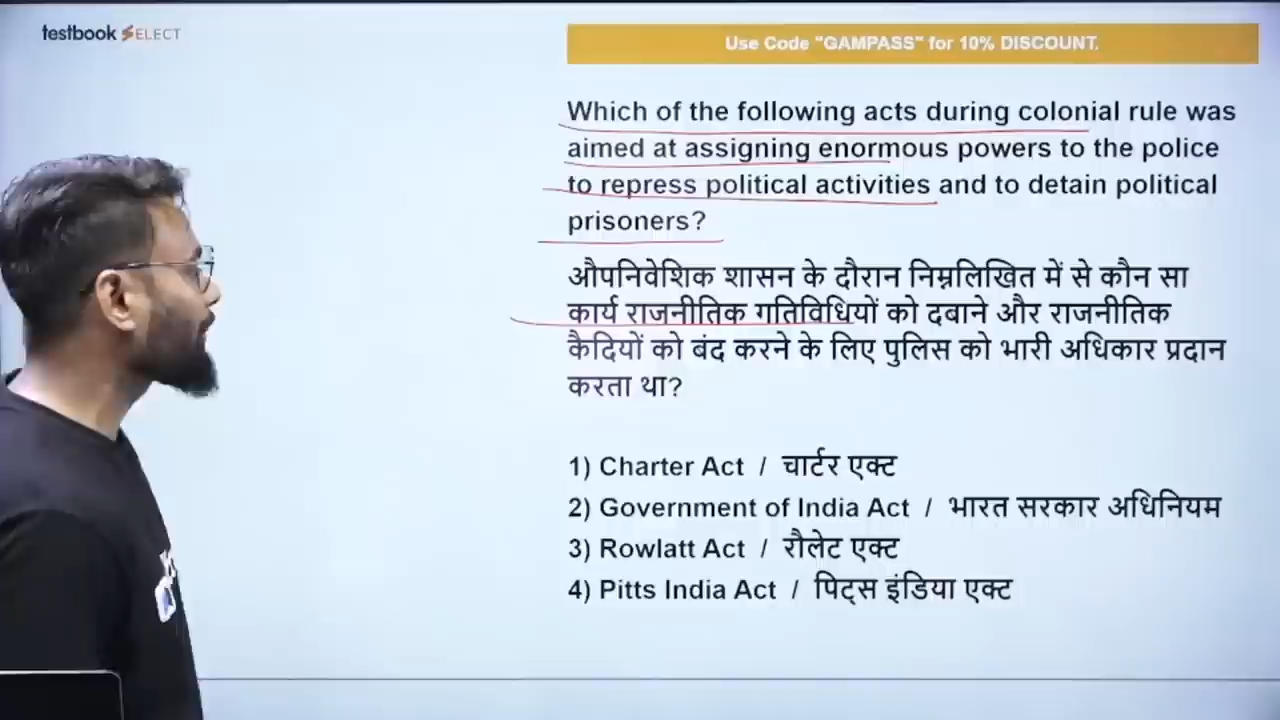 testbook SELECT
Use Code "GAMPASS" for 10% DISCOUNT.
Which of the following acts during colonial rule was
aimed at assigning enormous powers to the police
to repress political activities and to detain political
prisoners?
औपनिवेशिक शासन के दौरान निम्नलिखित में से कौन सा
कार्य राजनीतिक गतिविधियों को दबाने और राजनीतिक
कैदियों को बंद करने के लिए पुलिस को भारी अधिकार प्रदान
करता था?
1) Charter Act / चार्टर एक्ट
2) Government of India Act / भारत सरकार अधिनियम
3) Rowlatt Act / रौलेट एक्ट
4) Pitts India Act / पिट्स इंडिया एक्ट